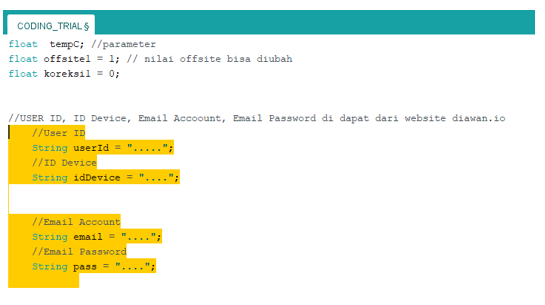 CODING_TRIAL §
float  tempC; //parameter
float offsite1 = 1; // nilai offsite bisa diubah
float koreksi1 = 0;
//USER ID, ID Device, Email Accoount, Email Password di dapat dari website diawan.io
//User ID
String userId = ".....";
//ID Device
String idDevice = "....";
//Email Account
String email = "....";
//Email Password
String pass = "....";